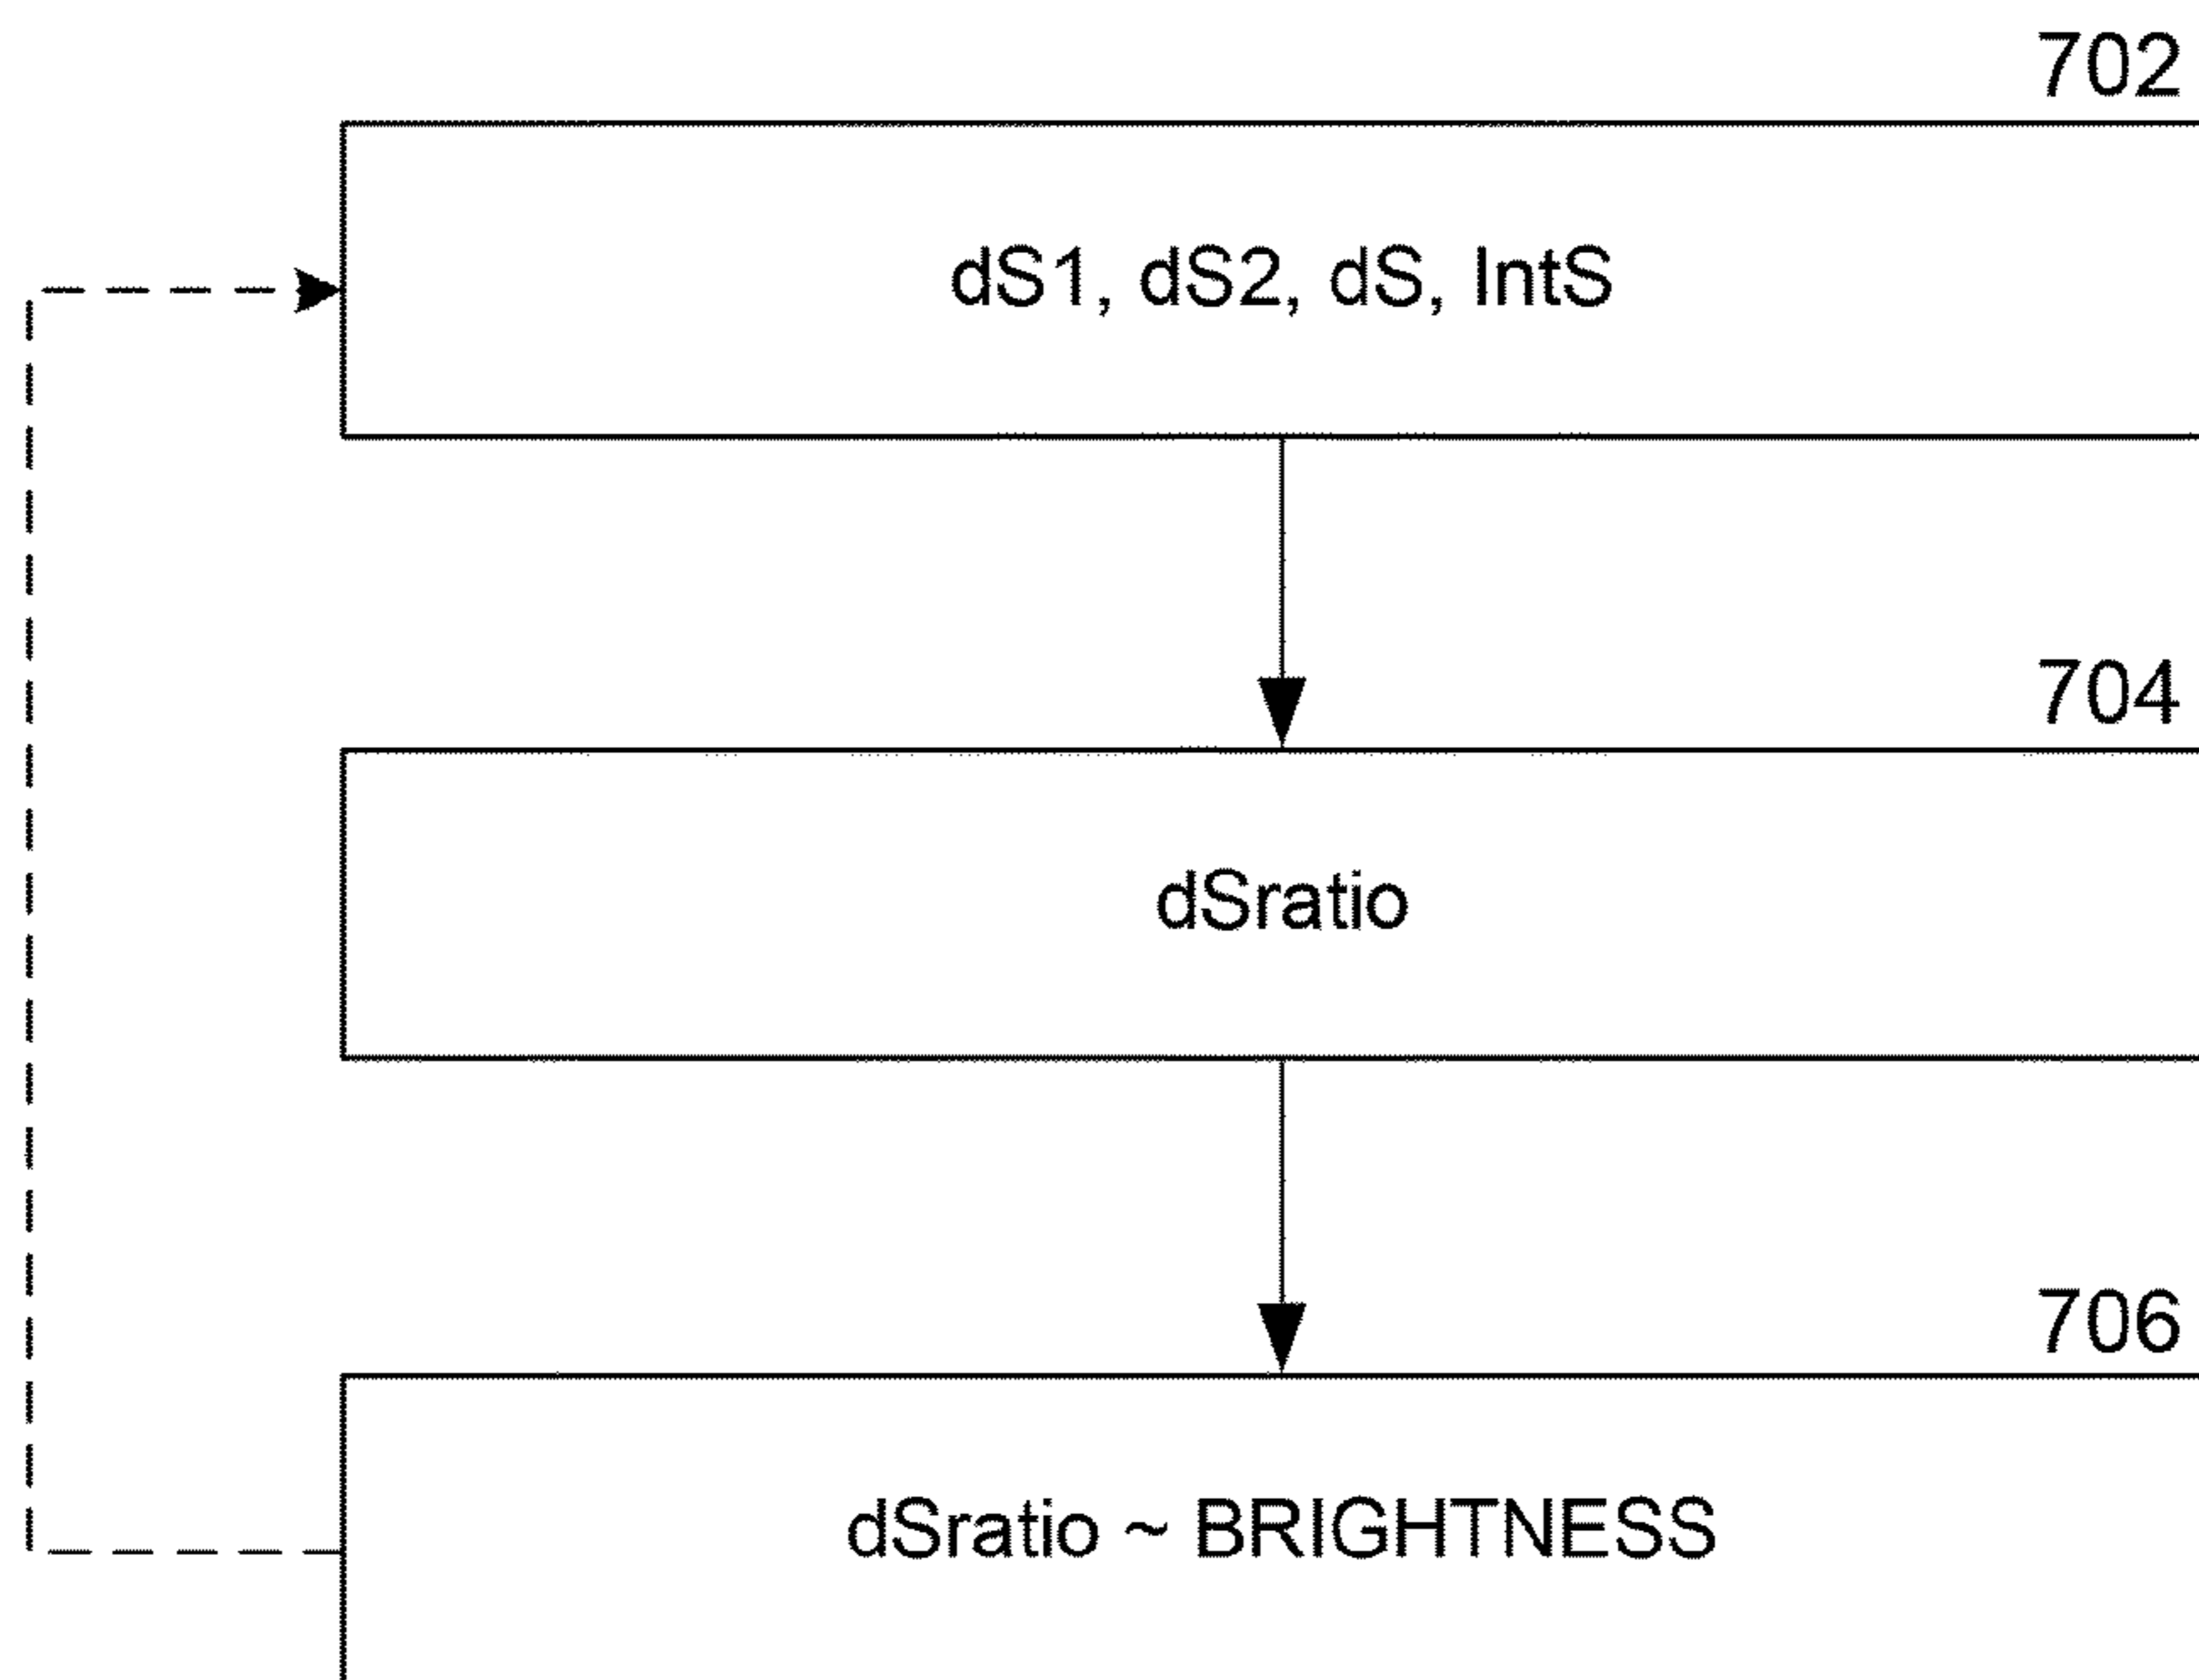 702
dS1, dS2, dS, IntS
704
dSratio
706
dSratio ~ BRIGHTNESS